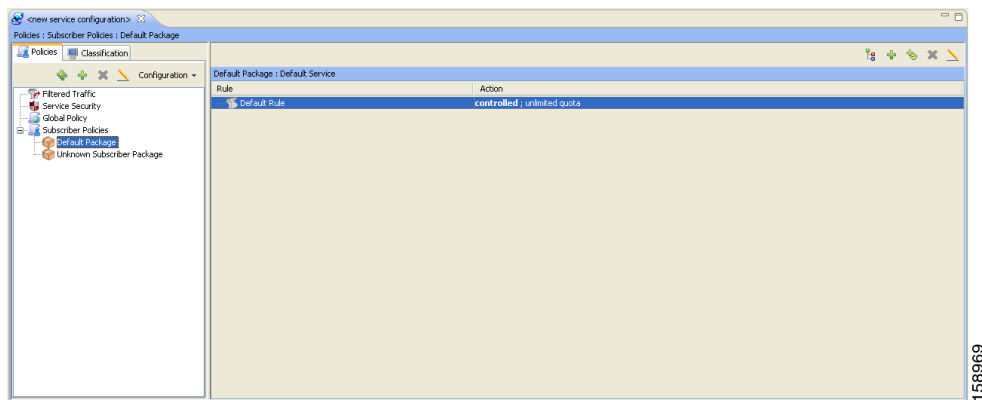 <new service configuration>
Policies : Subscriber Policies : Default Package
Policies
Classification
Configuration
Filtered Traffic
Service Security
Global Policy
Subscriber Policies
Default Package
Unknown Subscriber Package
Default Package : Default Service
Rule
Action
Default Rule
controlled ; unlimited quota
158969